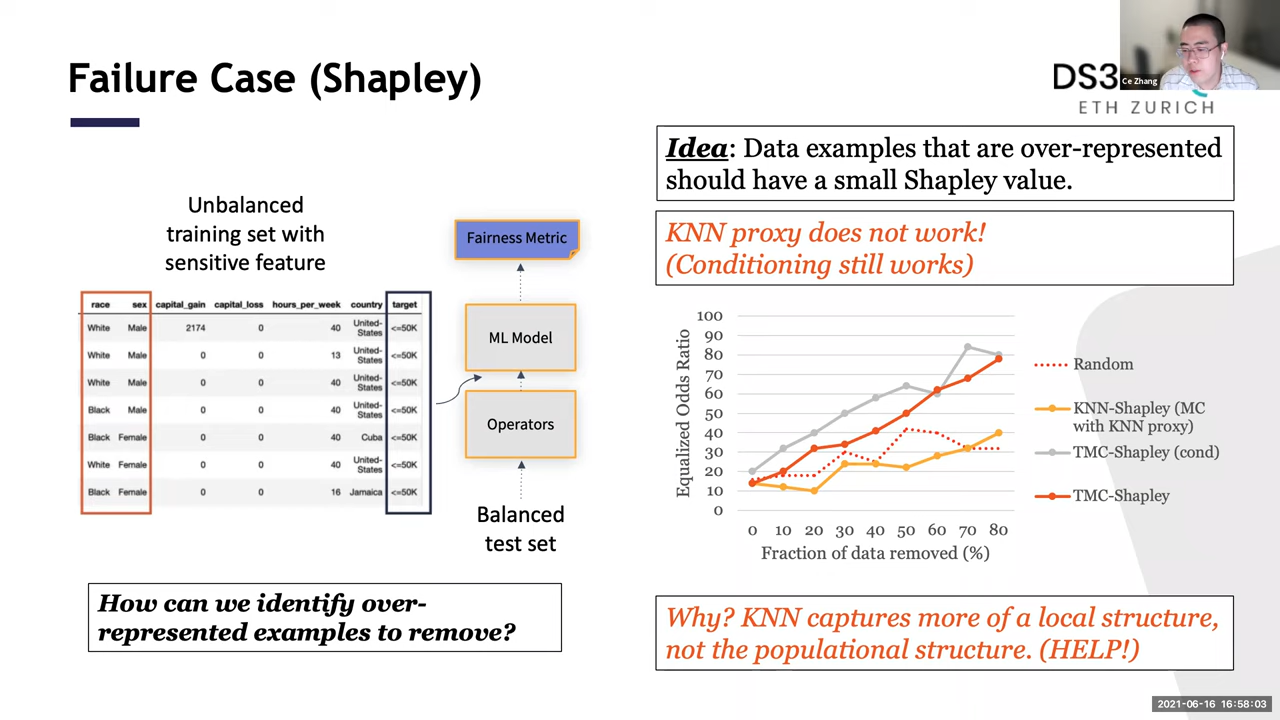 Failure Case (Shapley)
DS3
Ce Zhang
ETH ZURICH
Unbalanced
training set with
sensitive feature
race sex capital_gain capital_loss hours_per_week country target
White Male 2174 0 40 United-States <=50K
White Male 0 0 13 United-States <=50K
White Male 0 0 40 United-States <=50K
Black Male 0 0 40 United-States <=50K
Black Female 0 0 40 Cuba <=50K
White Female 0 0 40 United-States <=50K
Black Female 0 0 16 Jamaica <=50K
Fairness Metric
ML Model
Operators
Balanced
test set
How can we identify over-
represented examples to remove?
Idea: Data examples that are over-represented
should have a small Shapley value.
KNN proxy does not work!
(Conditioning still works)
Equalized Odds Ratio
100
90
80
70
60
50
40
30
20
10
0
0 10 20 30 40 50 60 70 80
Fraction of data removed (%)
Random
KNN-Shapley (MC
with KNN proxy)
TMC-Shapley (cond)
TMC-Shapley
Why? KNN captures more of a local structure,
not the populational structure. (HELP!)
2021-06-16 16:58:03